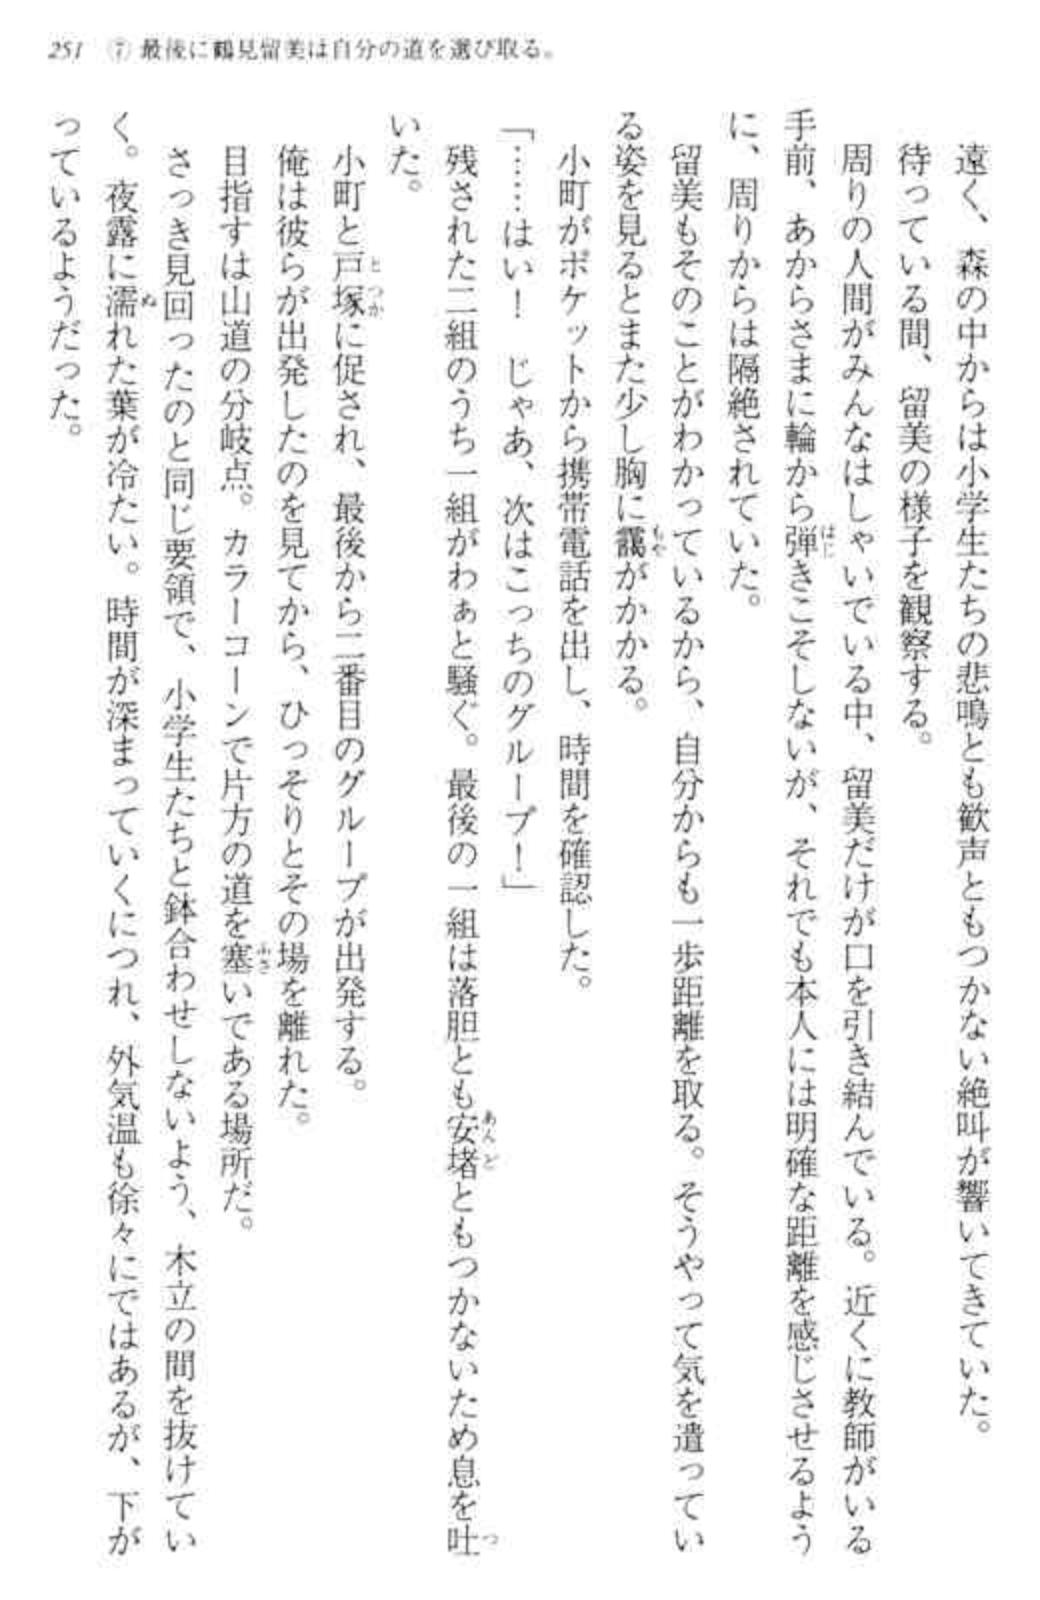 251　⑦ 最後に鶴見留美は自分の道を選び取る。
遠く、森の中からは小学生たちの悲鳴とも歓声ともつかない絶叫が響いてきていた。
待っている間、留美の様子を観察する。
周りの人間がみんなはしゃいでいる中、留美だけが口を引き結んでいる。近くに教師がいる
手前、あからさまに輪から弾きこそしないが、それでも本人には明確な距離を感じさせるよう
に、周りからは隔絶されていた。
留美もそのことがわかっているから、自分からも一歩距離を取る。そうやって気を遣ってい
る姿を見るとまた少し胸に靄がかかる。
小町がポケットから携帯電話を出し、時間を確認した。
「……はい！　じゃあ、次はこっちのグループ！」
残された二組のうち一組がわぁと騒ぐ。最後の一組は落胆とも安堵ともつかないため息を吐
いた。
小町と戸塚に促され、最後から二番目のグループが出発する。
俺は彼らが出発したのを見てから、ひっそりとその場を離れた。
目指すは山道の分岐点。カラーコーンで片方の道を塞いである場所だ。
さっき見回ったのと同じ要領で、小学生たちと鉢合わせしないよう、木立の間を抜けてい
く。夜露に濡れた葉が冷たい。時間が深まっていくにつれ、外気温も徐々にではあるが、下が
っているようだった。